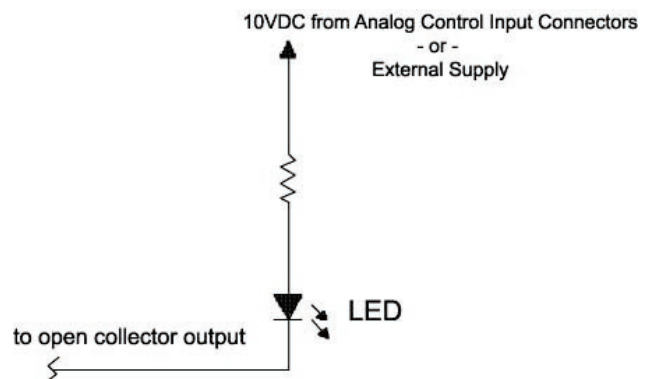 10VDC from Analog Control Input Connectors
- or -
External Supply
LED
to open collector output